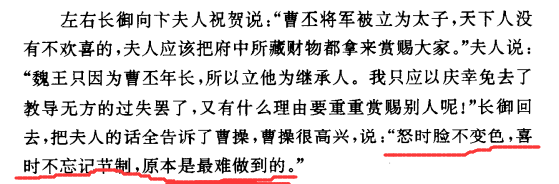 左右长御向卞夫人祝贺说:“曹丕将军被立为太子,天下人没
有不欢喜的,夫人应该把府中所藏财物都拿来赏赐大家。”夫人说:
“魏王只因为曹丕年长,所以立他为继承人。我只应以庆幸免去了
教导无方的过失罢了,又有什么理由要重重赏赐别人呢!”长御回
去,把夫人的话全告诉了曹操,曹操很高兴,说:“怒时脸不变色,喜
时不忘记节制,原本是最难做到的。”